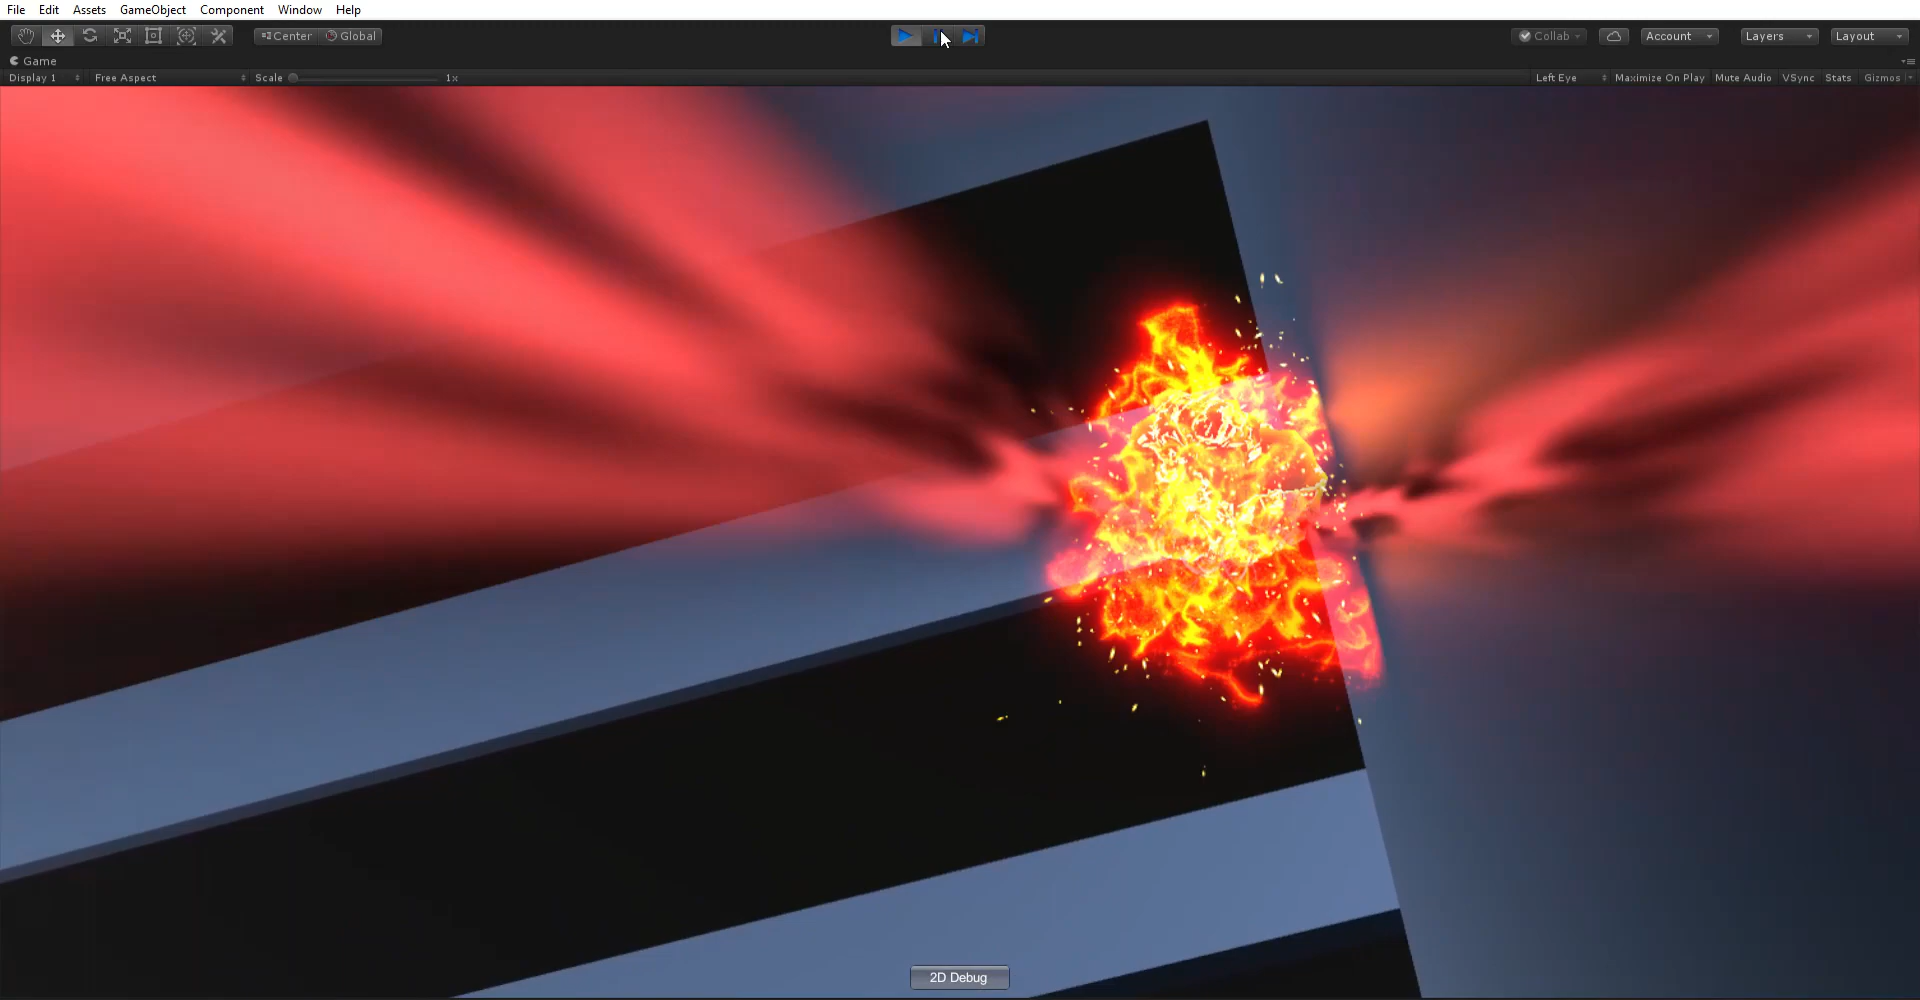 File Edit Assets GameObject Component Window Help
Center Global Collab Account Layers Layout
Game
Display 1 Free Aspect Scale 1x Left Eye Maximize On Play Mute Audio VSync Stats Gizmos
2D Debug